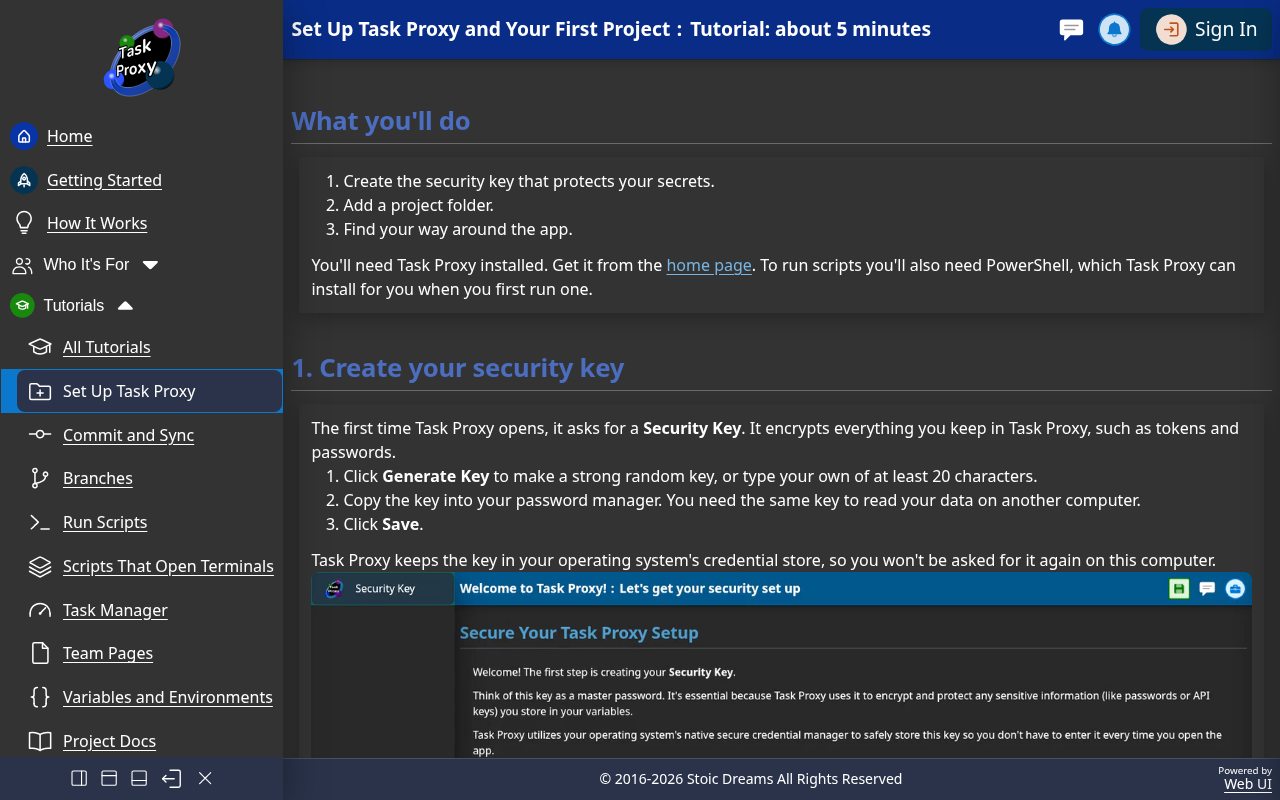 Task
Proxy
Home
Getting Started
How It Works
Who It's For
Tutorials
All Tutorials
Set Up Task Proxy
Commit and Sync
Branches
Run Scripts
Scripts That Open Terminals
Task Manager
Team Pages
Variables and Environments
Project Docs
Set Up Task Proxy and Your First Project : Tutorial: about 5 minutes
Sign In
What you'll do
1. Create the security key that protects your secrets.
2. Add a project folder.
3. Find your way around the app.
You'll need Task Proxy installed. Get it from the home page. To run scripts you'll also need PowerShell, which Task Proxy can
install for you when you first run one.
1. Create your security key
The first time Task Proxy opens, it asks for a Security Key. It encrypts everything you keep in Task Proxy, such as tokens and
passwords.
1. Click Generate Key to make a strong random key, or type your own of at least 20 characters.
2. Copy the key into your password manager. You need the same key to read your data on another computer.
3. Click Save.
Task Proxy keeps the key in your operating system's credential store, so you won't be asked for it again on this computer.
Security Key
Welcome to Task Proxy! : Let's get your security set up
Secure Your Task Proxy Setup
Welcome! The first step is creating your Security Key.
Think of this key as a master password. It's essential because Task Proxy uses it to encrypt and protect any sensitive information (like passwords or API
keys) you store in your variables.
Task Proxy utilizes your operating system's native secure credential manager to safely store this key so you don't have to enter it every time you open the
app.
© 2016-2026 Stoic Dreams All Rights Reserved
Powered by
Web UI